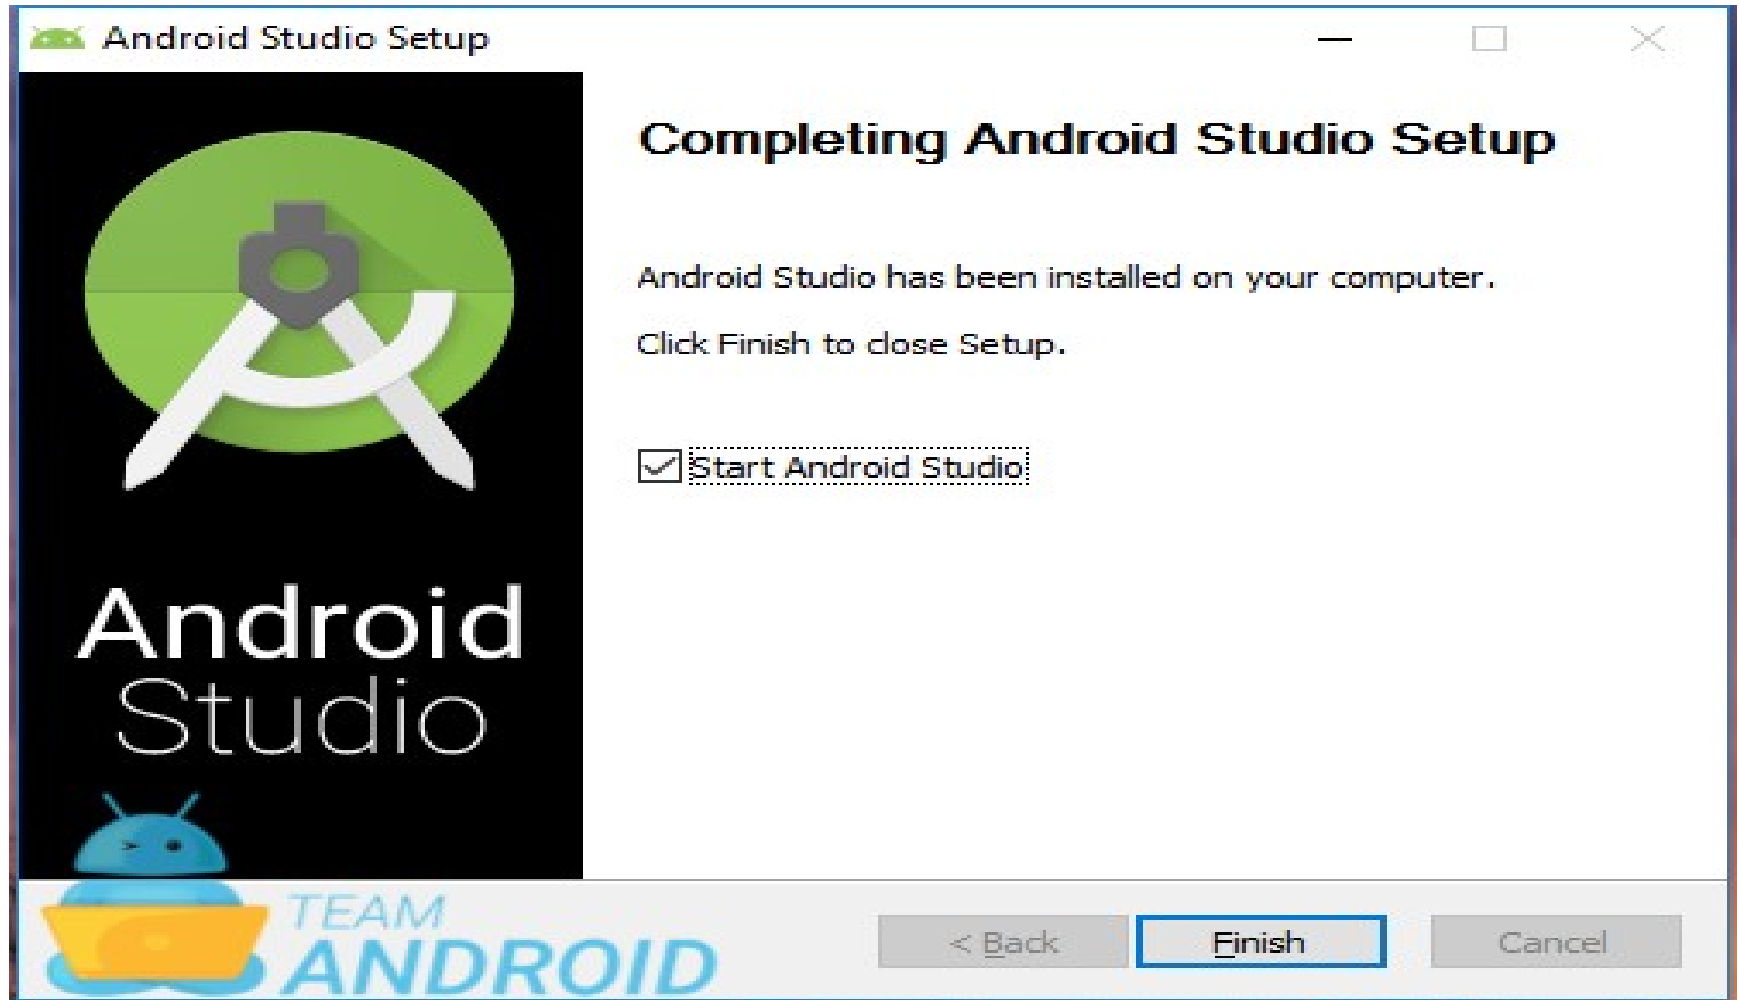 Android Studio Setup
Completing Android Studio Setup
Android Studio has been installed on your computer.
Click Finish to close Setup.
Start Android Studio
Android
Studio
TEAM
ANDROID
< Back
Finish
Cancel